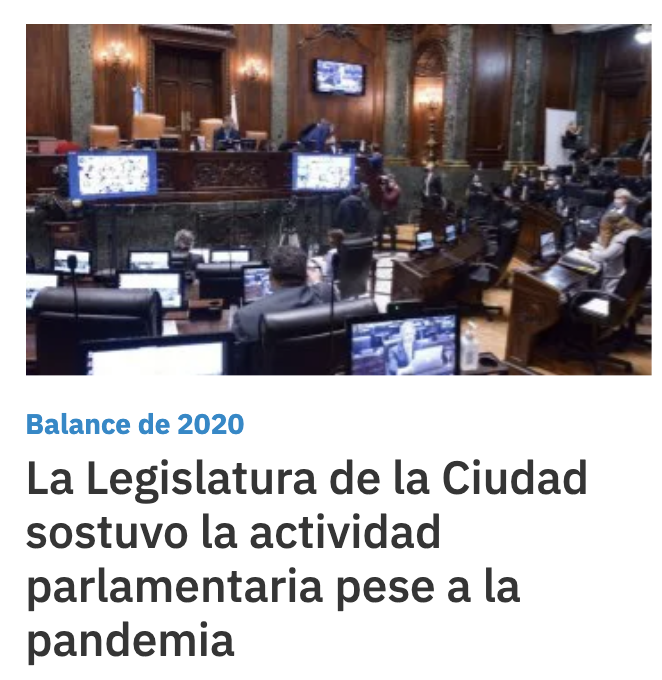 Balance de 2020
La Legislatura de la Ciudad
sostuvo la actividad
parlamentaria pese a la
pandemia